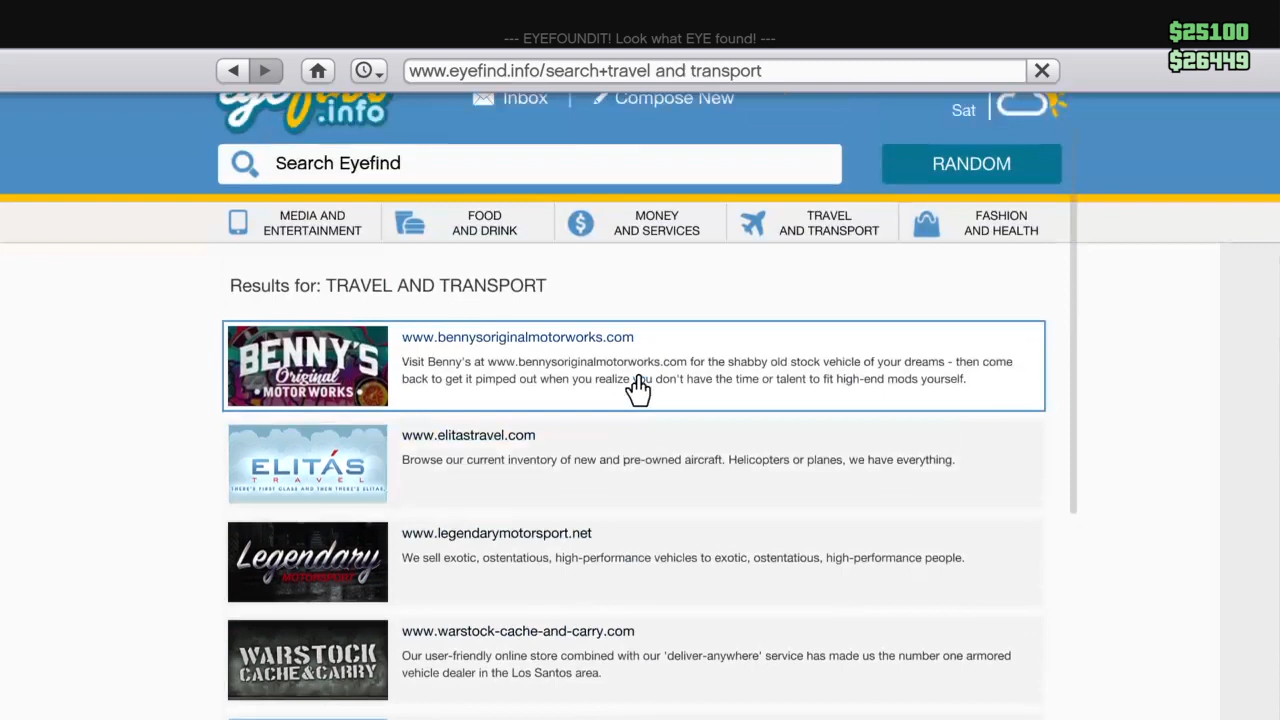 --- EYEFOUNDIT! Look what EYE found! ---
$25100
$26449
www.eyefind.info/search+travel and transport
eyefind
.info
Inbox | Compose New
Sat
Search Eyefind
RANDOM
MEDIA AND
ENTERTAINMENT
FOOD
AND DRINK
MONEY
AND SERVICES
TRAVEL
AND TRANSPORT
FASHION
AND HEALTH
Results for: TRAVEL AND TRANSPORT
BENNY'S
Original
• MOTOR WORKS •
www.bennysoriginalmotorworks.com
Visit Benny's at www.bennysoriginalmotorworks.com for the shabby old stock vehicle of your dreams - then come
back to get it pimped out when you realize you don't have the time or talent to fit high-end mods yourself.
ELITÁS
TRAVEL
THERE'S FIRST CLASS AND THEN THERE'S ELITAS.
www.elitastravel.com
Browse our current inventory of new and pre-owned aircraft. Helicopters or planes, we have everything.
Legendary
MOTORSPORT
www.legendarymotorsport.net
We sell exotic, ostentatious, high-performance vehicles to exotic, ostentatious, high-performance people.
WARSTOCK
CACHE&CARRY
www.warstock-cache-and-carry.com
Our user-friendly online store combined with our 'deliver-anywhere' service has made us the number one armored
vehicle dealer in the Los Santos area.